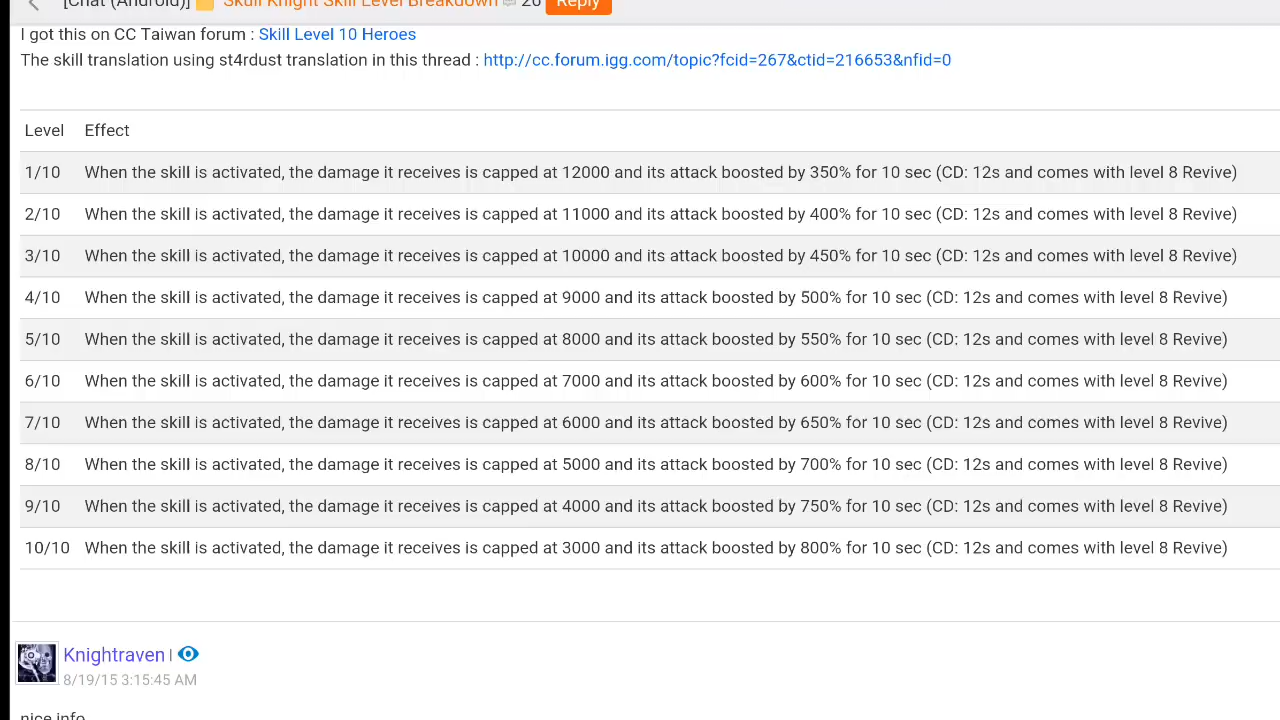 [Chat (Android)] Skull Knight Skill Level Breakdown 26 Reply
I got this on CC Taiwan forum : Skill Level 10 Heroes
The skill translation using st4rdust translation in this thread : http://cc.forum.igg.com/topic?fcid=267&ctid=216653&nfid=0
Level Effect
1/10 When the skill is activated, the damage it receives is capped at 12000 and its attack boosted by 350% for 10 sec (CD: 12s and comes with level 8 Revive)
2/10 When the skill is activated, the damage it receives is capped at 11000 and its attack boosted by 400% for 10 sec (CD: 12s and comes with level 8 Revive)
3/10 When the skill is activated, the damage it receives is capped at 10000 and its attack boosted by 450% for 10 sec (CD: 12s and comes with level 8 Revive)
4/10 When the skill is activated, the damage it receives is capped at 9000 and its attack boosted by 500% for 10 sec (CD: 12s and comes with level 8 Revive)
5/10 When the skill is activated, the damage it receives is capped at 8000 and its attack boosted by 550% for 10 sec (CD: 12s and comes with level 8 Revive)
6/10 When the skill is activated, the damage it receives is capped at 7000 and its attack boosted by 600% for 10 sec (CD: 12s and comes with level 8 Revive)
7/10 When the skill is activated, the damage it receives is capped at 6000 and its attack boosted by 650% for 10 sec (CD: 12s and comes with level 8 Revive)
8/10 When the skill is activated, the damage it receives is capped at 5000 and its attack boosted by 700% for 10 sec (CD: 12s and comes with level 8 Revive)
9/10 When the skill is activated, the damage it receives is capped at 4000 and its attack boosted by 750% for 10 sec (CD: 12s and comes with level 8 Revive)
10/10 When the skill is activated, the damage it receives is capped at 3000 and its attack boosted by 800% for 10 sec (CD: 12s and comes with level 8 Revive)
Knightraven |
8/19/15 3:15:45 AM
nice info